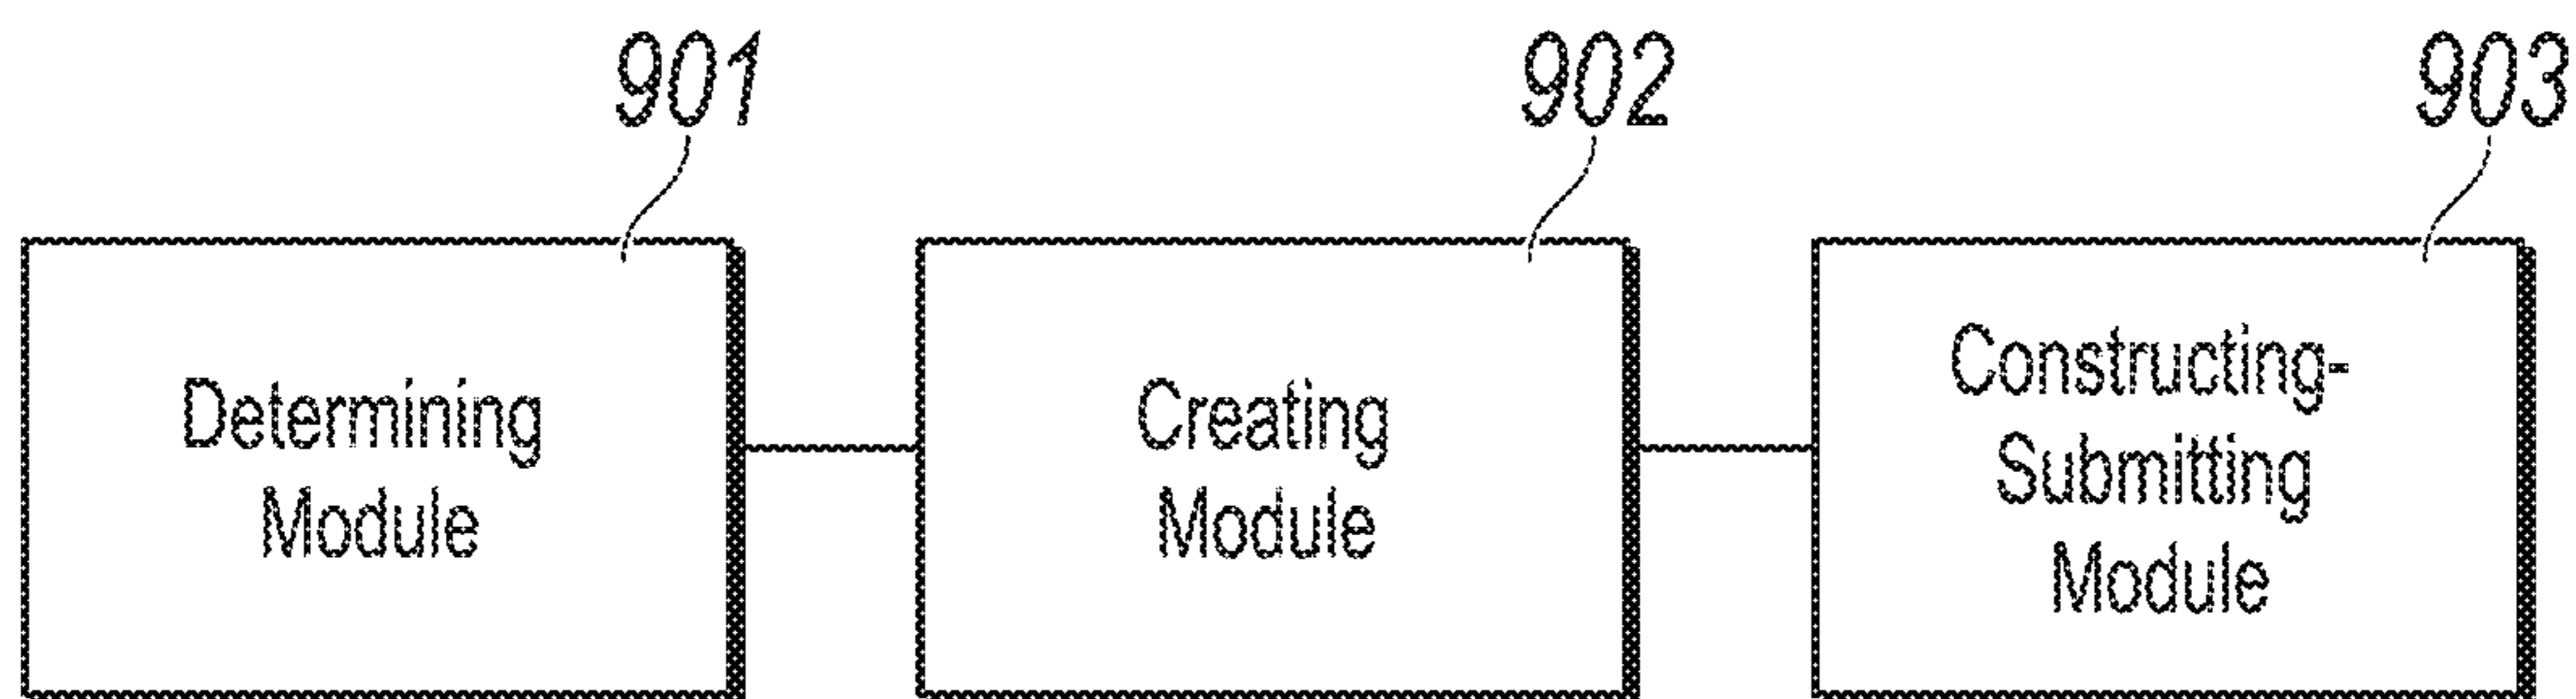 901
902
903
Determining
Module
Creating
Module
Constructing-
Submitting
Module